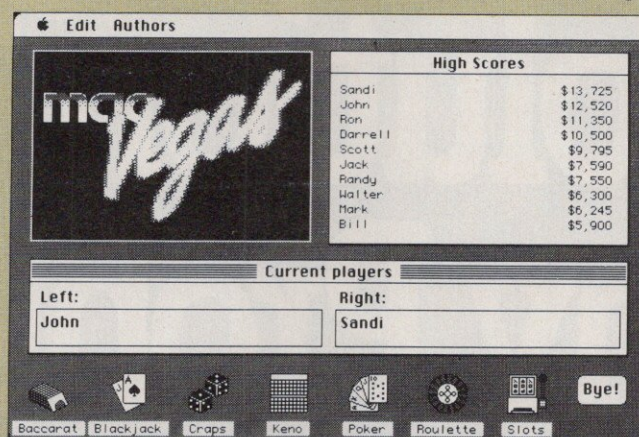 Edit Authors
mac
Vegas
High Scores
Sandi $13,725
John $12,520
Ron $11,350
Darrell $10,500
Scott $9,795
Jack $7,590
Randy $7,550
Walter $6,300
Mark $6,245
Bill $5,900
Current players
Left: Right:
John Sandi
Bye!
Baccarat Blackjack Craps Keno Poker Roulette Slots